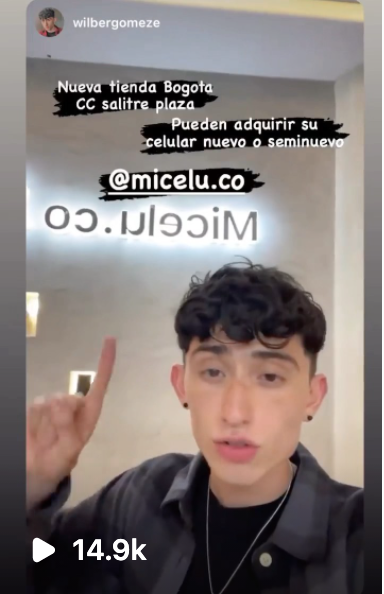 wilbergomeze
Nueva tienda Bogota
CC salitre plaza
Pueden adquirir su
celular nuevo o seminuevo
@micelu.co
Micelu.co
14.9k